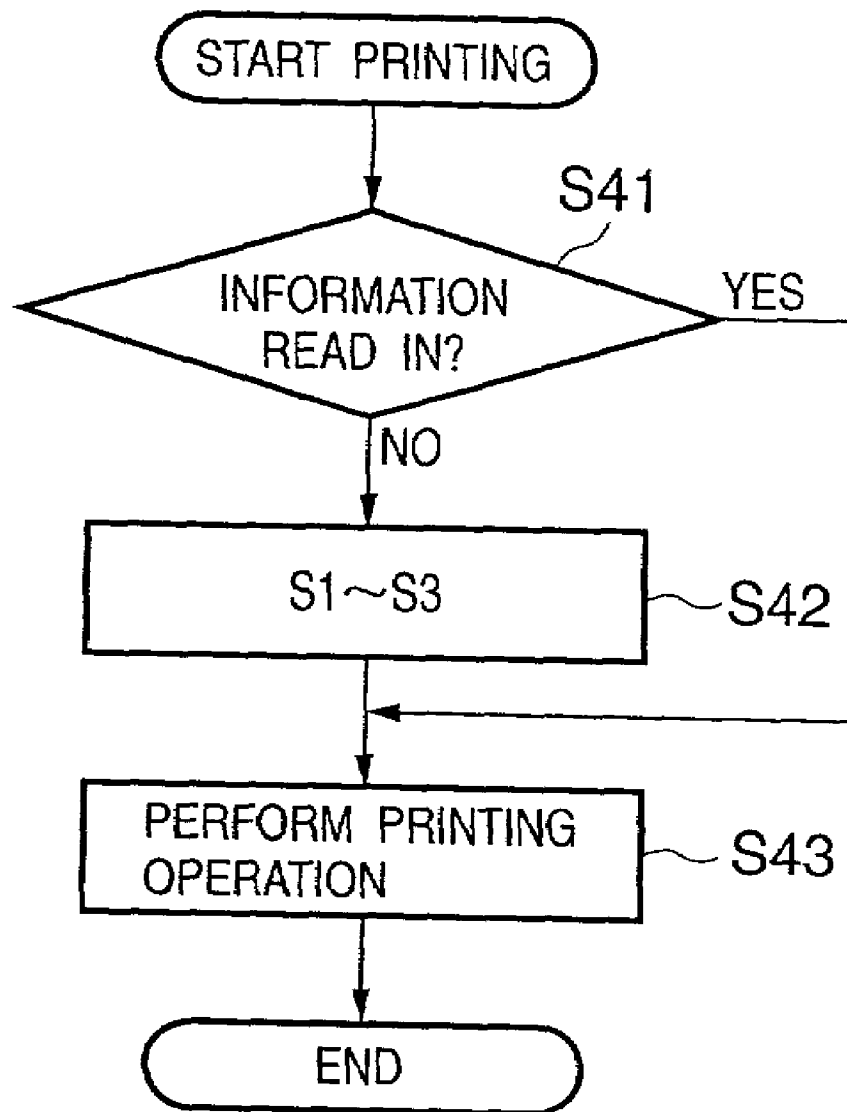 START PRINTING
S41
INFORMATION
READ IN?
YES
NO
S1~S3
S42
PERFORM PRINTING
OPERATION
S43
END